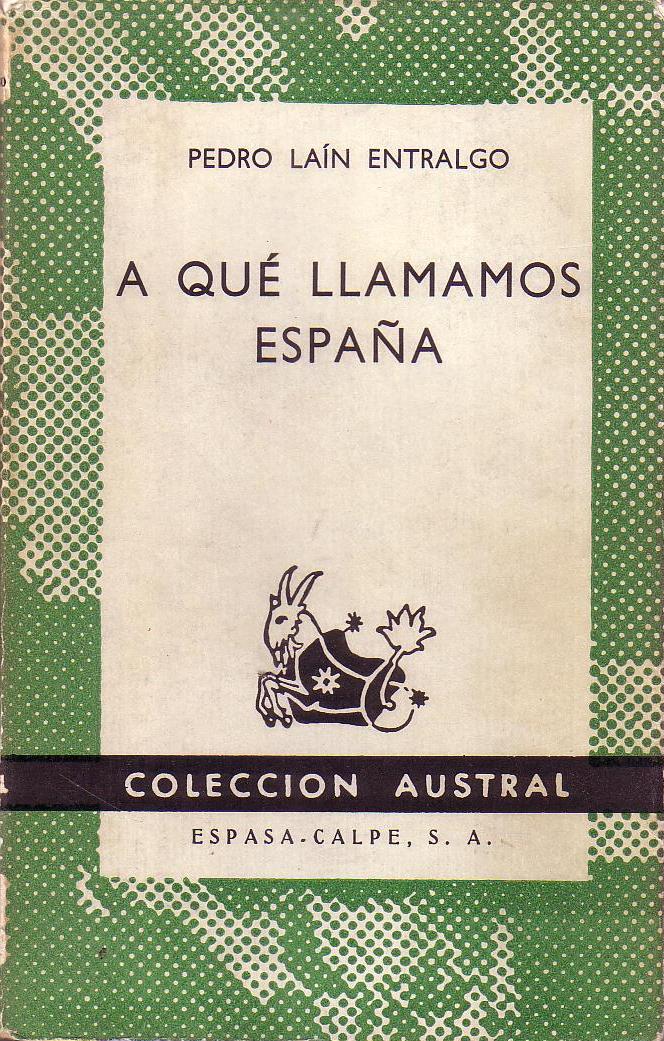 PEDRO LAÍN ENTRALGO
A QUÉ LLAMAMOS
ESPAÑA
COLECCION AUSTRAL
ESPASA-CALPE, S. A.